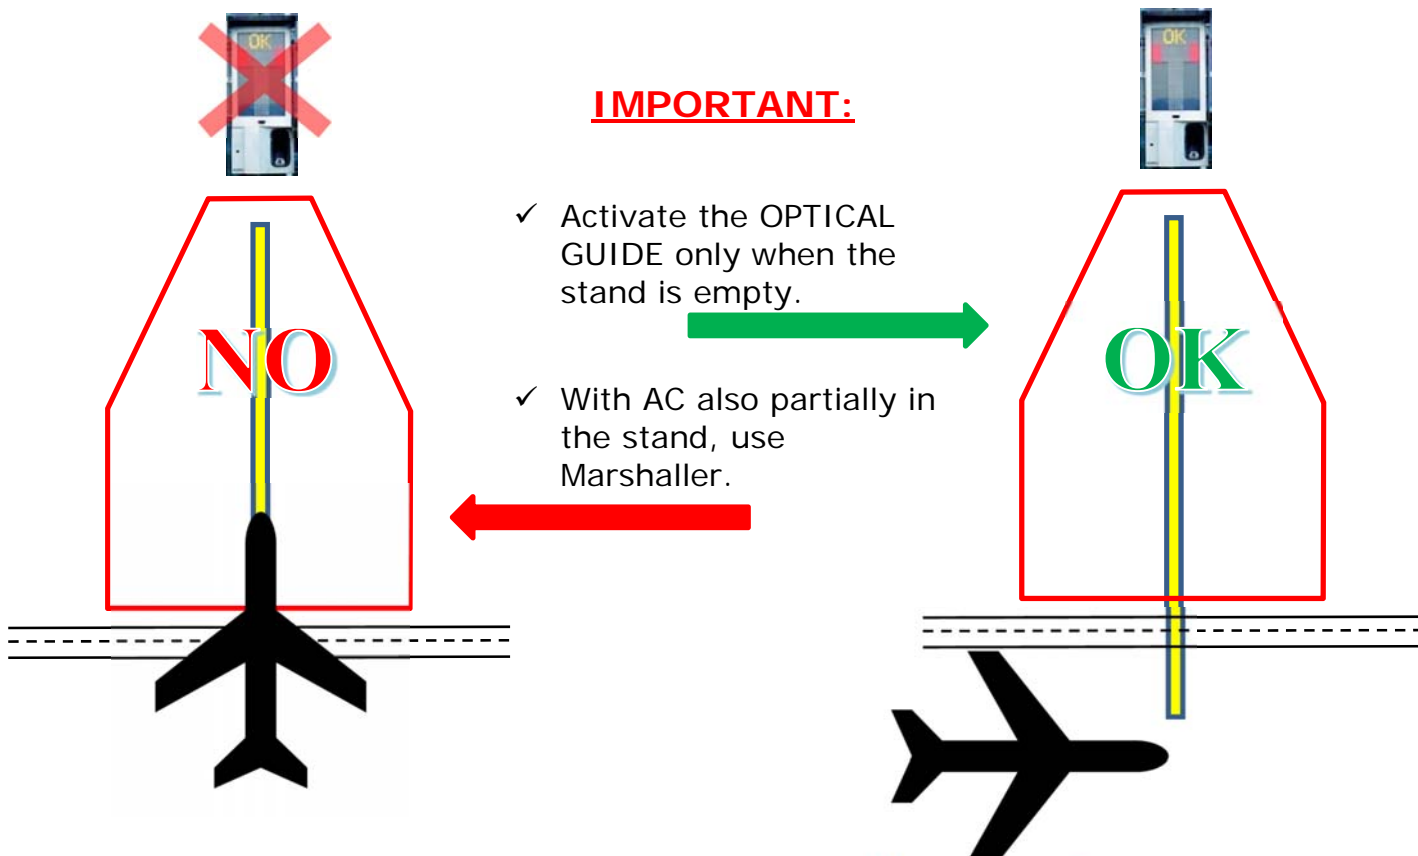 OK
OK
IMPORTANT:
✓ Activate the OPTICAL
GUIDE only when the
stand is empty.
NO
OK
✓ With AC also partially in
the stand, use
Marshaller.